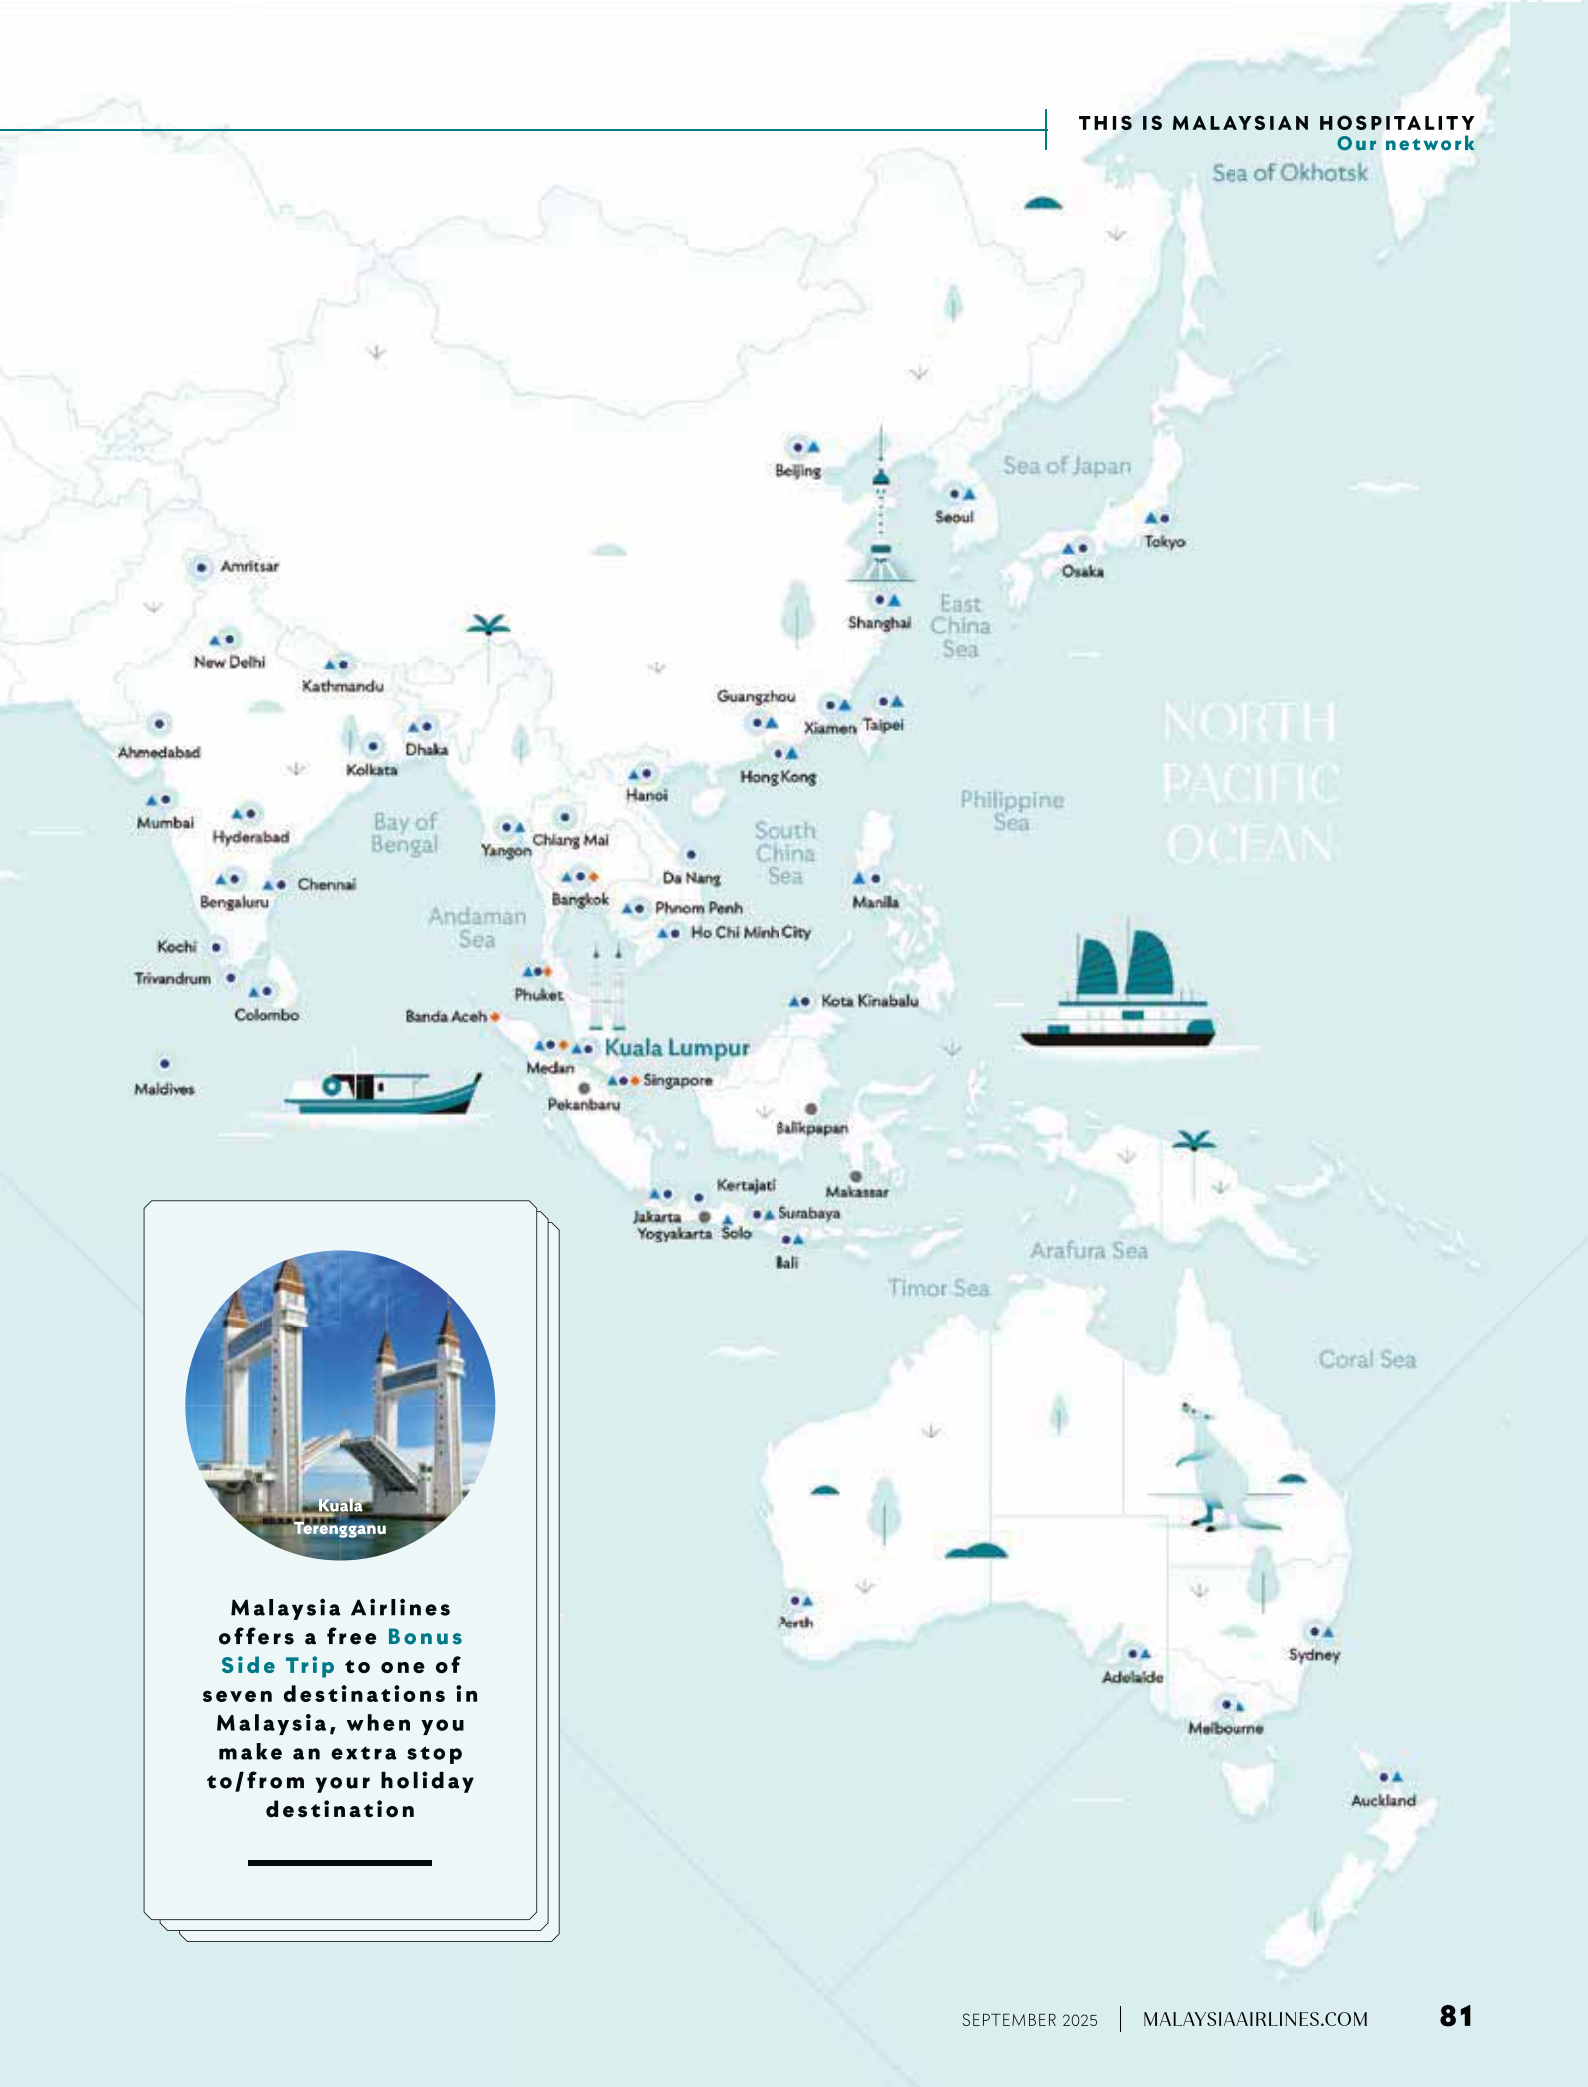 THIS IS MALAYSIAN HOSPITALITY
Our network
Sea of Okhotsk
Beijing
Sea of Japan
Seoul
Tokyo
Osaka
Amritsar
Shanghai
East
China
Sea
New Delhi
Kathmandu
Guangzhou
Xiamen
Taipei
NORTH
PACIFIC
OCEAN
Ahmedabad
Kolkata
Dhaka
Hong Kong
Hanoi
Mumbai
Hyderabad
Bay of
Bengal
Yangon
Chiang Mai
South
China
Sea
Philippine
Sea
Bengaluru
Chennai
Bangkok
Da Nang
Phnom Penh
Manila
Andaman
Sea
Ho Chi Minh City
Kochi
Trivandrum
Colombo
Phuket
Banda Aceh
Kota Kinabalu
Kuala Lumpur
Medan
Singapore
Maldives
Pekanbaru
Balikpapan
Kertajati
Makassar
Jakarta
Surabaya
Yogyakarta
Solo
Bali
Arafura Sea
Timor Sea
Coral Sea
Kuala
Terengganu
Malaysia Airlines
offers a free Bonus
Side Trip to one of
seven destinations in
Malaysia, when you
make an extra stop
to/from your holiday
destination
Perth
Adelaide
Sydney
Melbourne
Auckland
SEPTEMBER 2025
MALAYSIAAIRLINES.COM
81